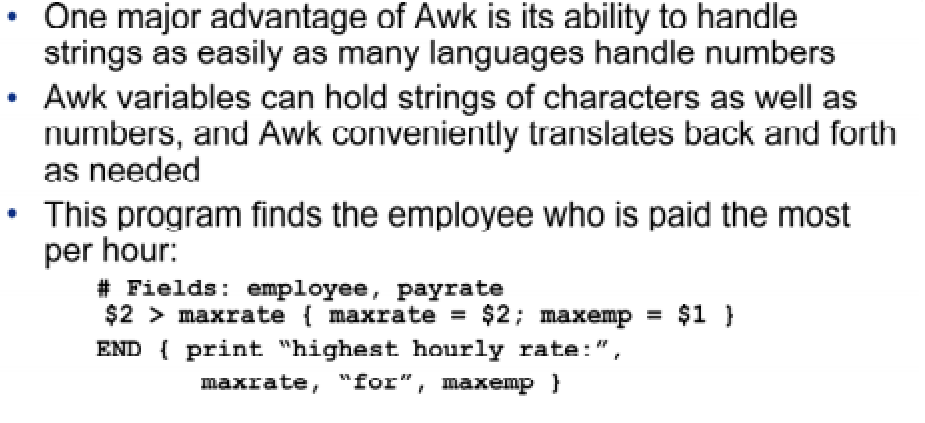 • One major advantage of Awk is its ability to handle
strings as easily as many languages handle numbers
• Awk variables can hold strings of characters as well as
numbers, and Awk conveniently translates back and forth
as needed
• This program finds the employee who is paid the most
per hour:
# Fields: employee, payrate
$2 > maxrate { maxrate = $2; maxemp = $1 }
END { print “highest hourly rate:”,
maxrate, “for”, maxemp }